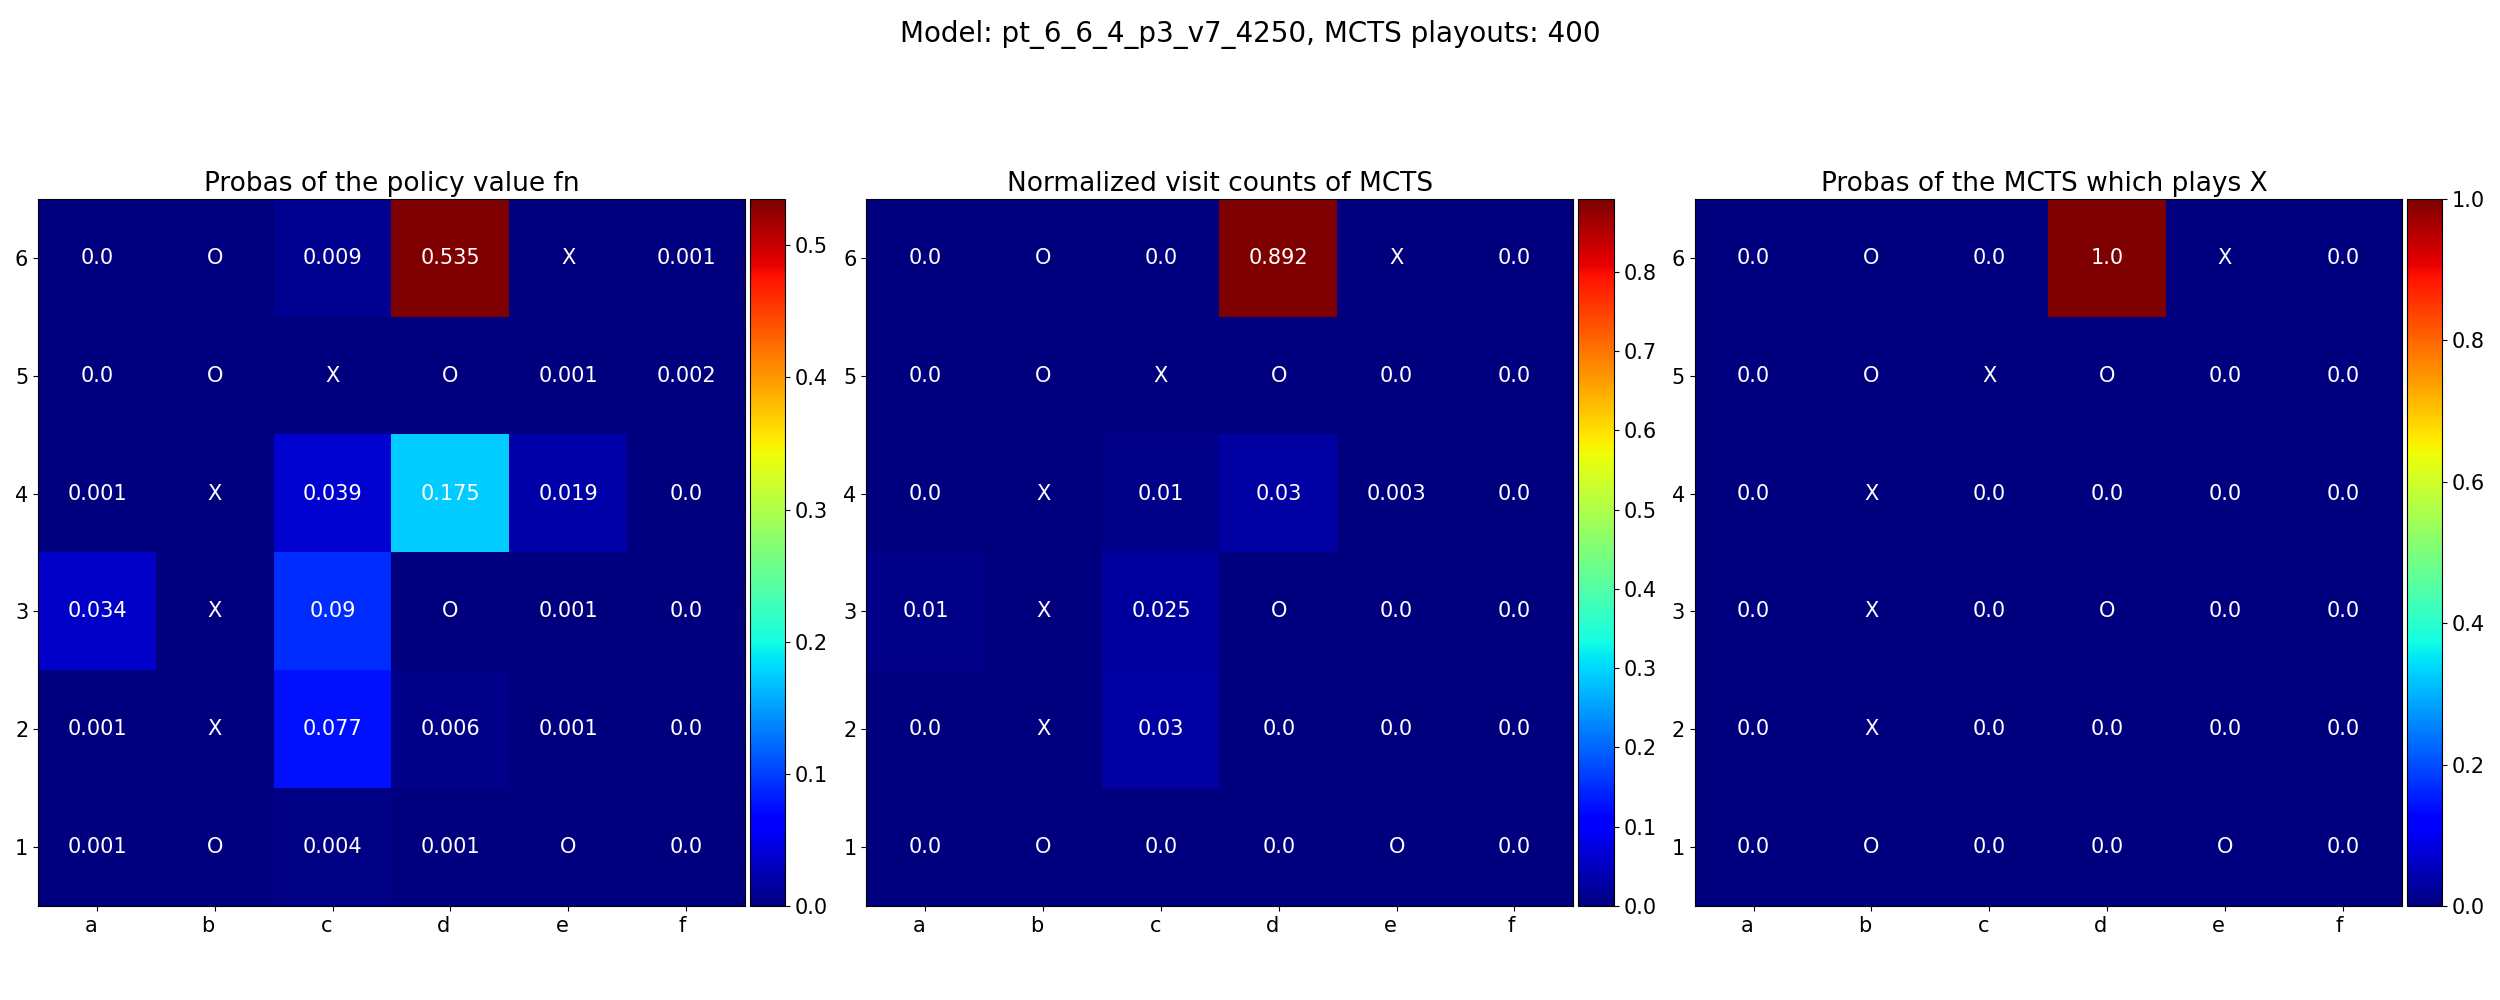 Model: pt_6_6_4_p3_v7_4250, MCTS playouts: 400
Probas of the policy value fn
6 0.0 O 0.009 0.535 X 0.001
5 0.0 O X O 0.001 0.002
4 0.001 X 0.039 0.175 0.019 0.0
3 0.034 X 0.09 O 0.001 0.0
2 0.001 X 0.077 0.006 0.001 0.0
1 0.001 O 0.004 0.001 O 0.0
a b c d e f
0.5
0.4
0.3
0.2
0.1
0.0
Normalized visit counts of MCTS
6 0.0 O 0.0 0.892 X 0.0
5 0.0 O X O 0.0 0.0
4 0.0 X 0.01 0.03 0.003 0.0
3 0.01 X 0.025 O 0.0 0.0
2 0.0 X 0.03 0.0 0.0 0.0
1 0.0 O 0.0 0.0 O 0.0
a b c d e f
0.8
0.7
0.6
0.5
0.4
0.3
0.2
0.1
0.0
Probas of the MCTS which plays X
6 0.0 O 0.0 1.0 X 0.0
5 0.0 O X O 0.0 0.0
4 0.0 X 0.0 0.0 0.0 0.0
3 0.0 X 0.0 O 0.0 0.0
2 0.0 X 0.0 0.0 0.0 0.0
1 0.0 O 0.0 0.0 O 0.0
a b c d e f
1.0
0.8
0.6
0.4
0.2
0.0